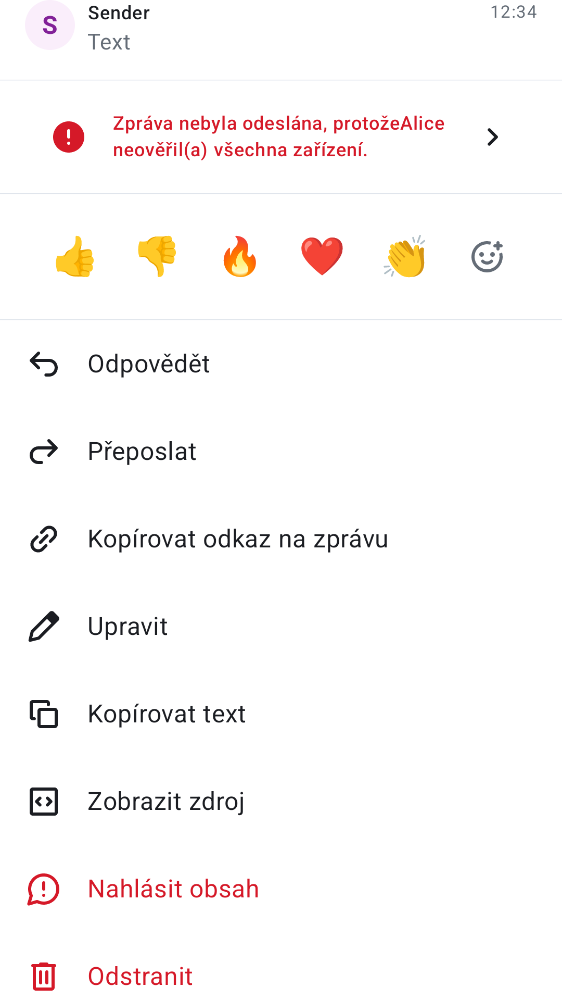 S
Sender
12:34
Text
Zpráva nebyla odeslána, protožeAlice
neověřil(a) všechna zařízení.
Odpovědět
Přeposlat
Kopírovat odkaz na zprávu
Upravit
Kopírovat text
Zobrazit zdroj
Nahlásit obsah
Odstranit